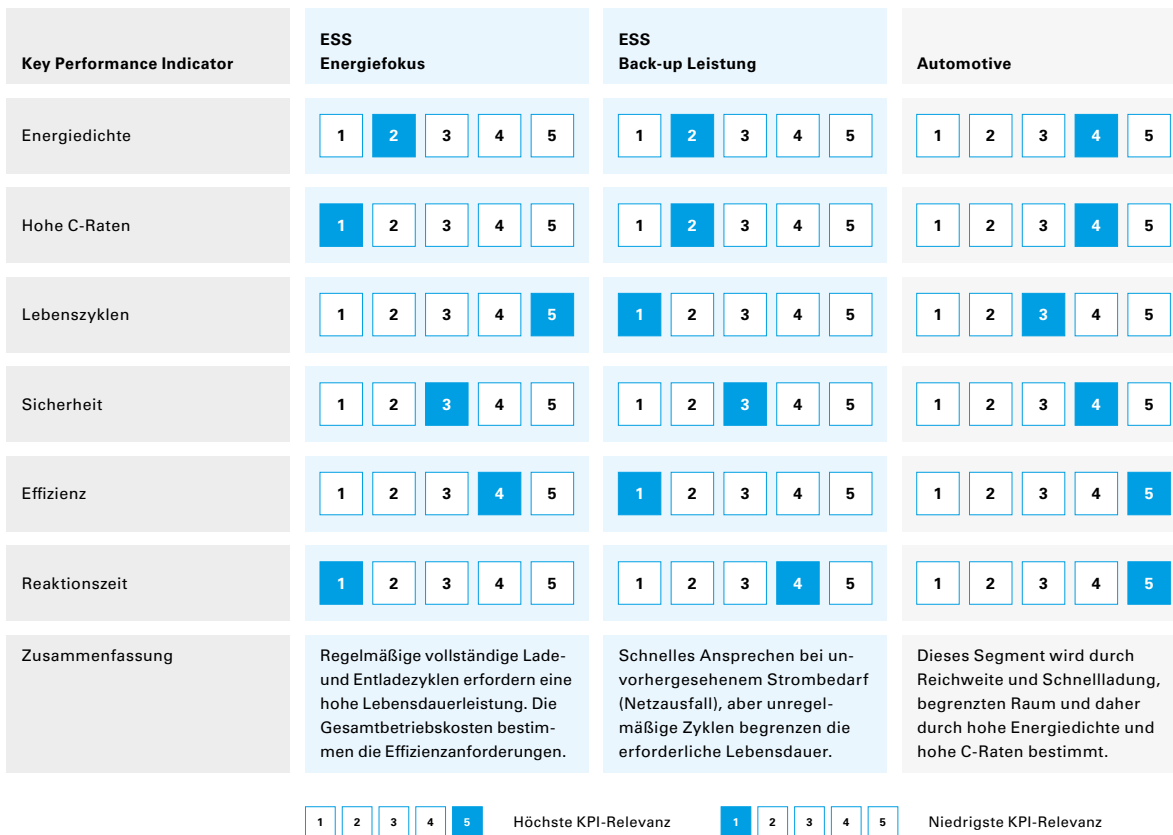 Key Performance Indicator
ESS
Energiefokus
ESS
Back-up Leistung
Automotive
Energiedichte
1 2 3 4 5
1 2 3 4 5
1 2 3 4 5
Hohe C-Raten
1 2 3 4 5
1 2 3 4 5
1 2 3 4 5
Lebenszyklen
1 2 3 4 5
1 2 3 4 5
1 2 3 4 5
Sicherheit
1 2 3 4 5
1 2 3 4 5
1 2 3 4 5
Effizienz
1 2 3 4 5
1 2 3 4 5
1 2 3 4 5
Reaktionszeit
1 2 3 4 5
1 2 3 4 5
1 2 3 4 5
Zusammenfassung
Regelmäßige vollständige Lade-
und Entladezyklen erfordern eine
hohe Lebensdauerleistung. Die
Gesamtbetriebskosten bestim-
men die Effizienzanforderungen.
Schnelles Ansprechen bei un-
vorhergesehenem Strombedarf
(Netzausfall), aber unregel-
mäßige Zyklen begrenzen die
erforderliche Lebensdauer.
Dieses Segment wird durch
Reichweite und Schnellladung,
begrenzten Raum und daher
durch hohe Energiedichte und
hohe C-Raten bestimmt.
1 2 3 4 5 Höchste KPI-Relevanz
1 2 3 4 5 Niedrigste KPI-Relevanz